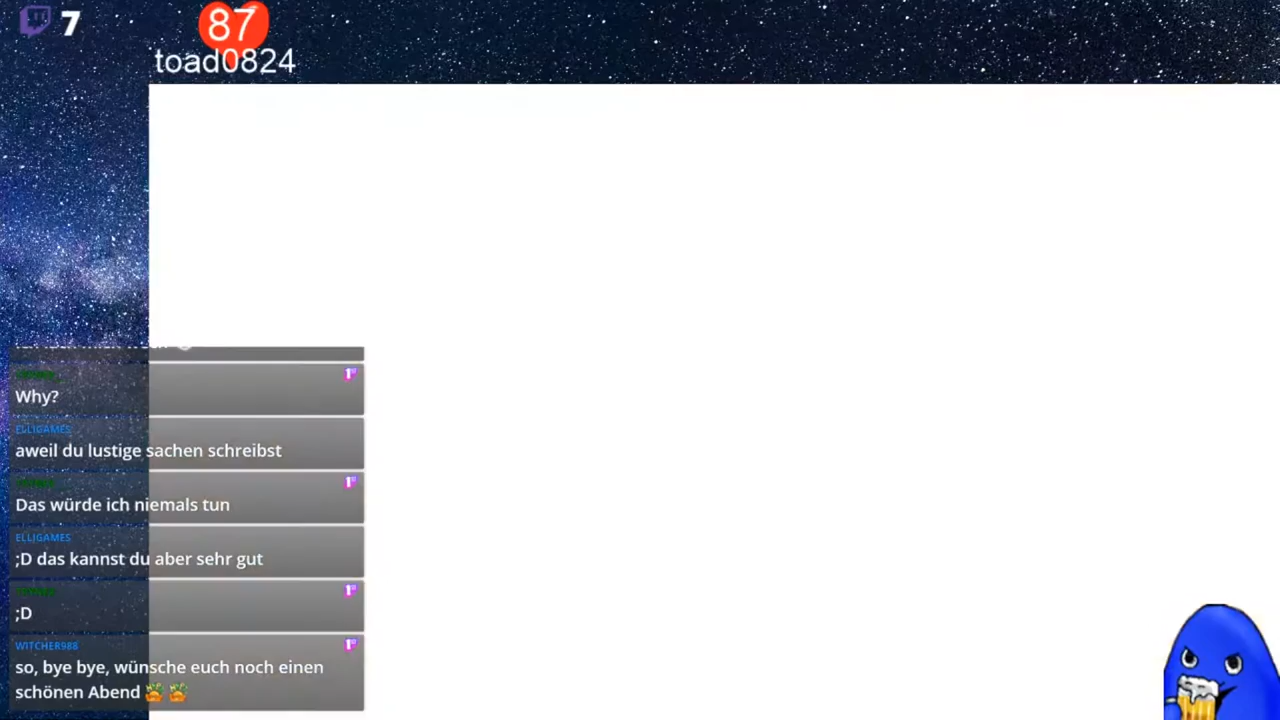 7
87
toad0824
Why?
ELLIGAMES
aweil du lustige sachen schreibst
Das würde ich niemals tun
ELLIGAMES
;D das kannst du aber sehr gut
;D
WITCHER988
so, bye bye, wünsche euch noch einen
schönen Abend